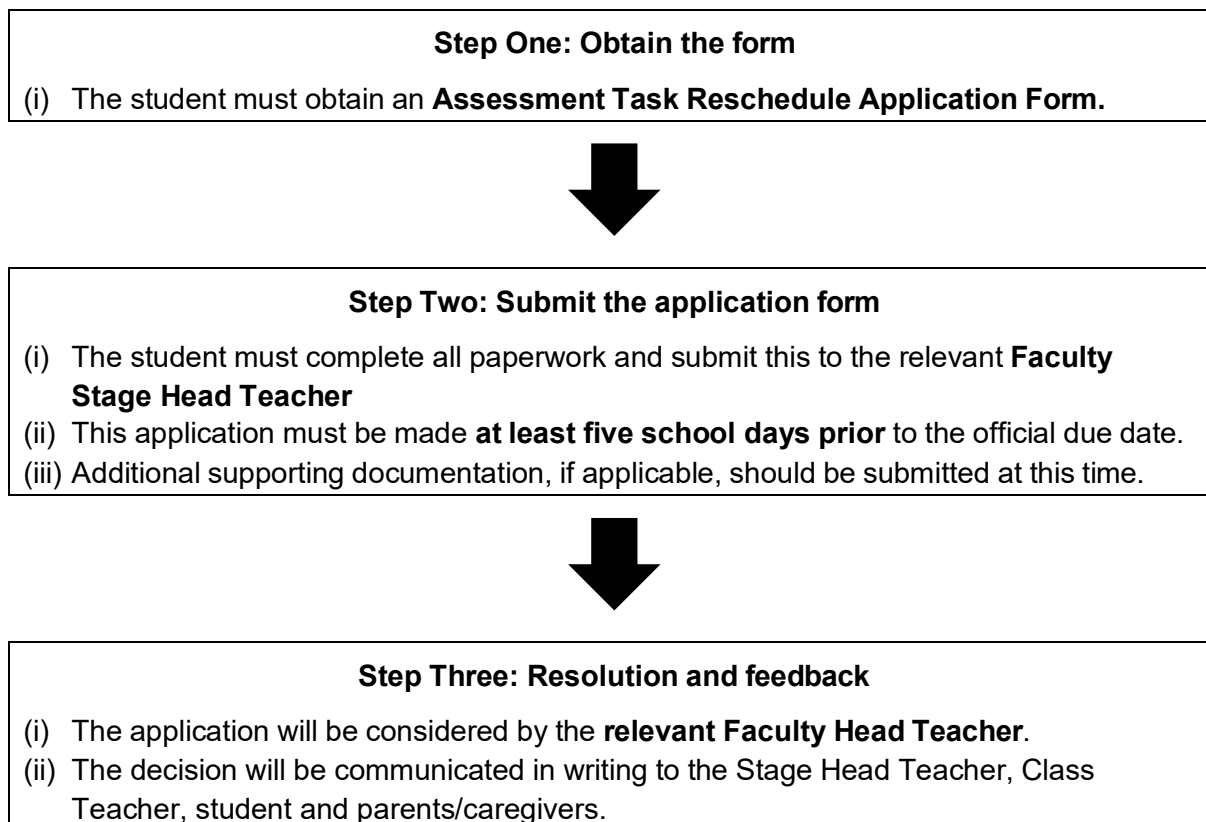 Step One: Obtain the form
(i) The student must obtain an Assessment Task Reschedule Application Form.
Step Two: Submit the application form
(i) The student must complete all paperwork and submit this to the relevant Faculty
Stage Head Teacher
(ii) This application must be made at least five school days prior to the official due date.
(iii) Additional supporting documentation, if applicable, should be submitted at this time.
Step Three: Resolution and feedback
(i) The application will be considered by the relevant Faculty Head Teacher.
(ii) The decision will be communicated in writing to the Stage Head Teacher, Class
Teacher, student and parents/caregivers.